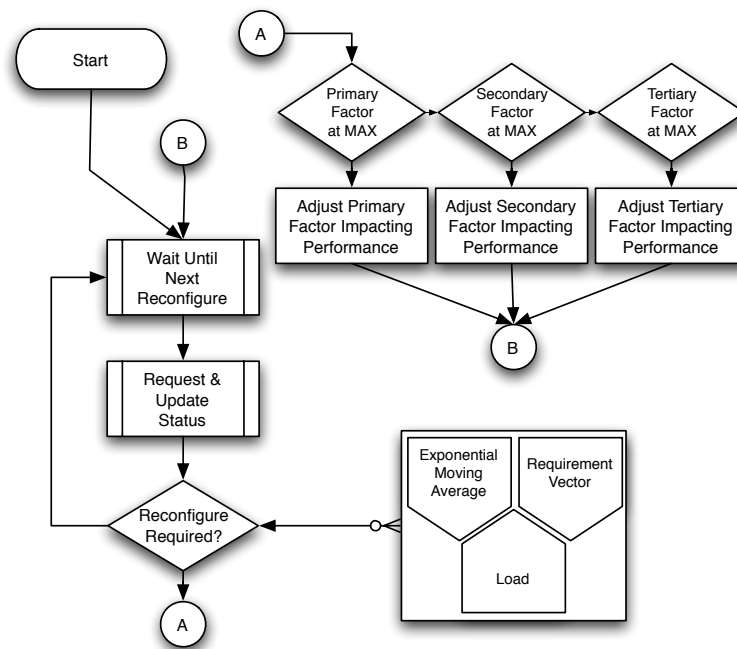 Start
B
Wait Until
Next
Reconfigure
Request &
Update
Status
Reconfigure
Required?
A
A
Primary
Factor
at MAX
Secondary
Factor
at MAX
Tertiary
Factor
at MAX
Adjust Primary
Factor Impacting
Performance
Adjust Secondary
Factor Impacting
Performance
Adjust Tertiary
Factor Impacting
Performance
B
Exponential
Moving
Average
Requirement
Vector
Load